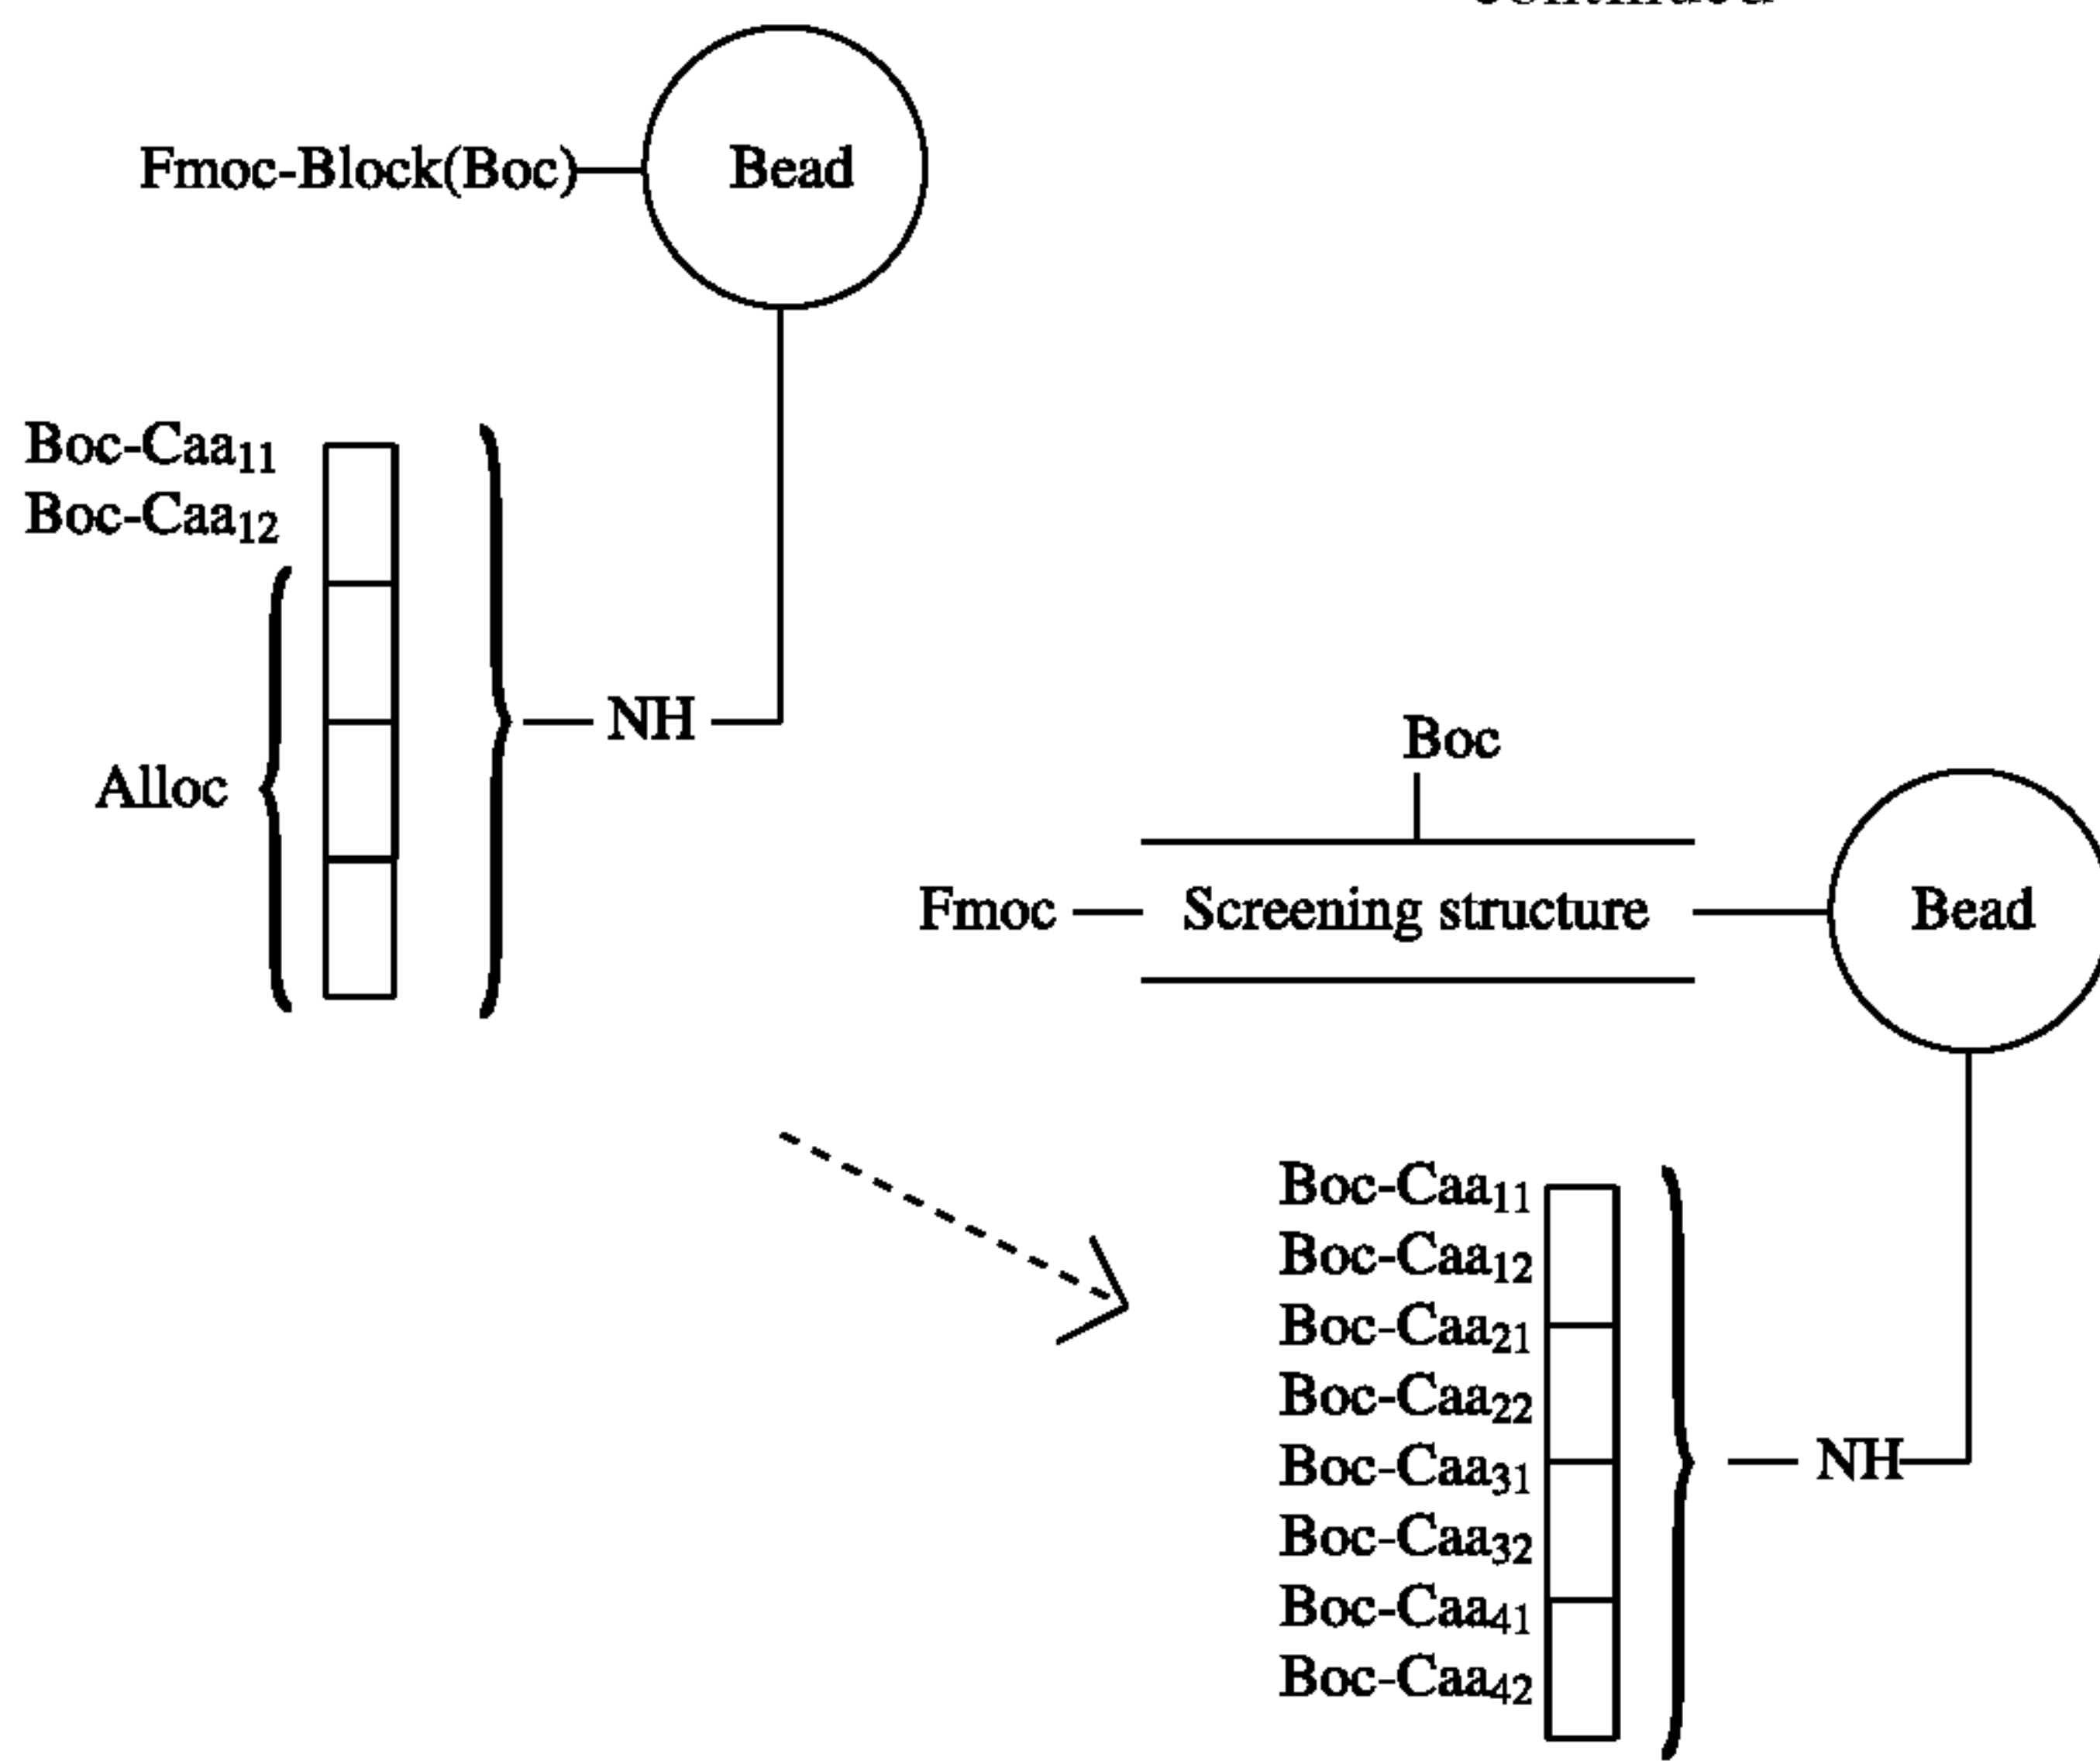 Fmoc-Block(Boc)
Bead
Boc-Caa₁₁
Boc-Caa₁₂
Alloc
NH
Boc
Fmoc
Screening structure
Bead
Boc-Caa₁₁
Boc-Caa₁₂
Boc-Caa₂₁
Boc-Caa₂₂
Boc-Caa₃₁
Boc-Caa₃₂
Boc-Caa₄₁
Boc-Caa₄₂
NH